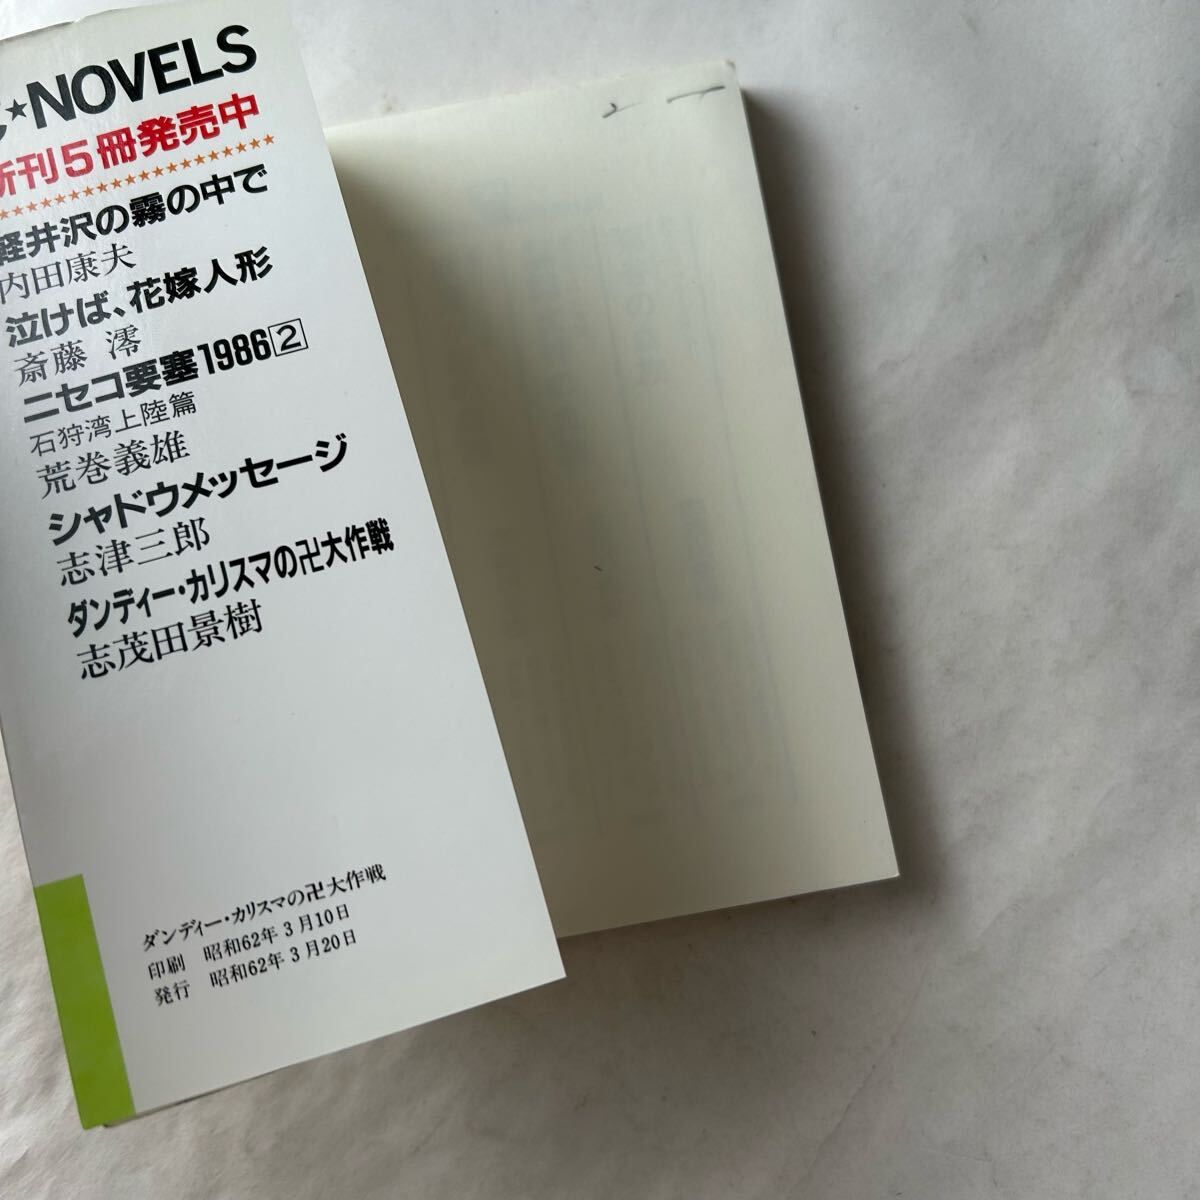 ★NOVELS
新刊5冊発売中
軽井沢の霧の中で
内田康夫
泣けば、花嫁人形
斎藤 澪
ニセコ要塞1986 2
石狩湾上陸篇
荒巻義雄
シャドウメッセージ
志津三郎
ダンディー・カリスマの卍大作戦
志茂田景樹
ダンディー・カリスマの卍大作戦
印刷 昭和62年3月10日
発行 昭和62年3月20日